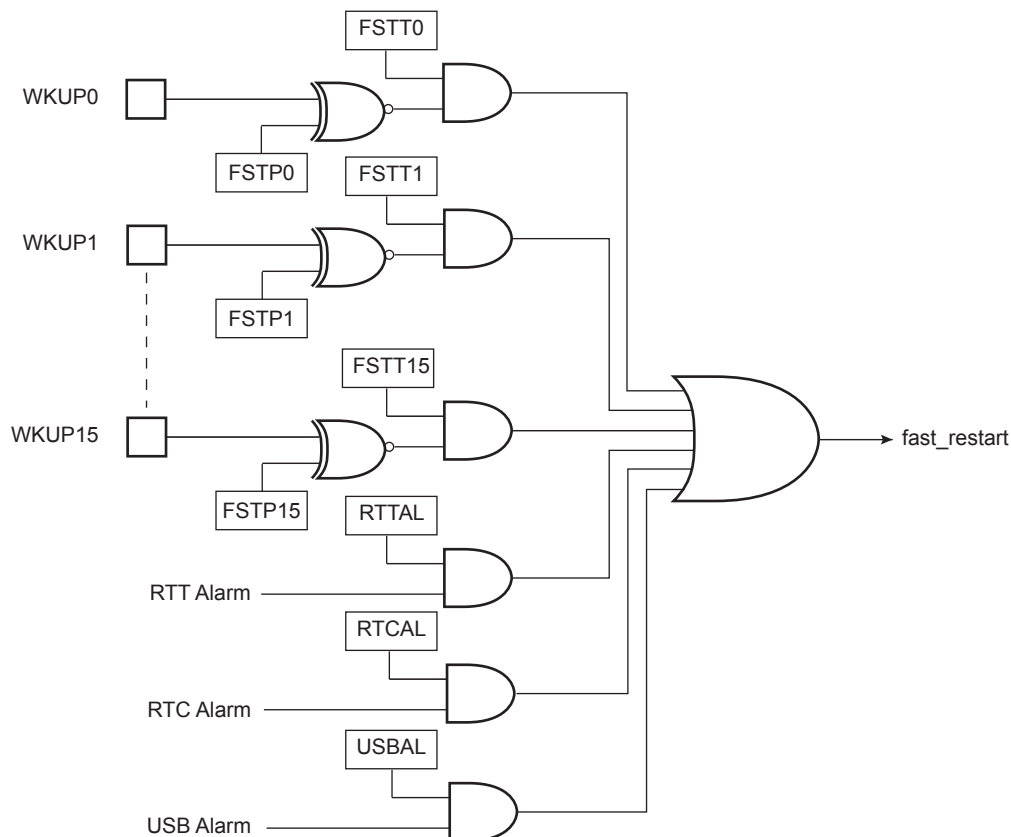 FSTT0
WKUP0
FSTP0
FSTT1
WKUP1
FSTP1
FSTT15
WKUP15
fast_restart
FSTP15
RTTAL
RTT Alarm
RTCAL
RTC Alarm
USBAL
USB Alarm